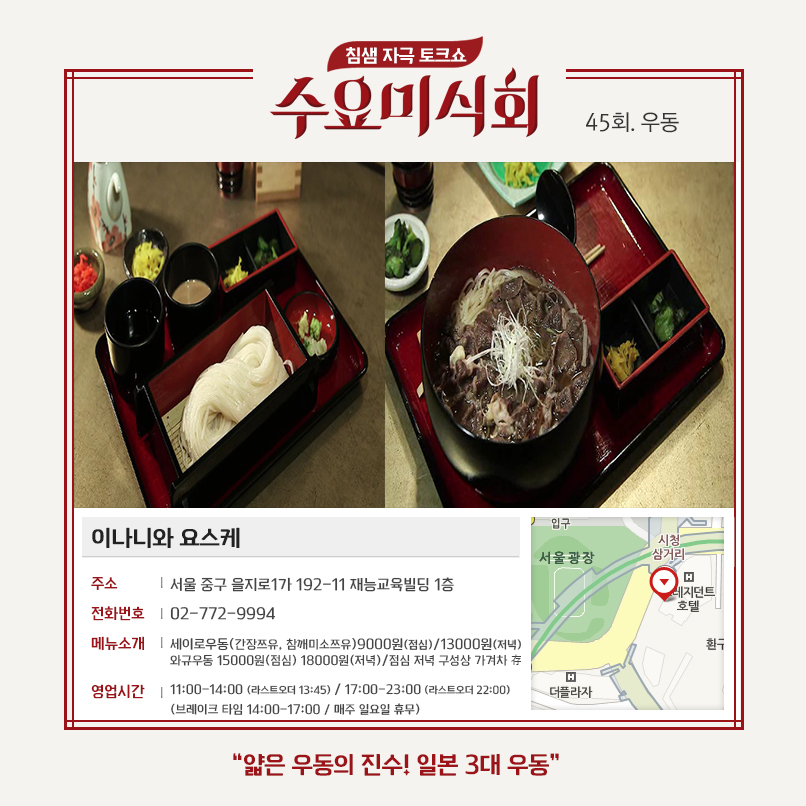 침샘 자극 토크쇼
수요미식회
45회. 우동
이나니와 요스케
주소 | 서울 중구 을지로1가 192-11 재능교육빌딩 1층
전화번호 | 02-772-9994
메뉴소개 | 세이로우동(간장쯔유, 참깨미소쯔유)9000원(점심)/13000원(저녁)
와규우동 15000원(점심) 18000원(저녁)/점심 저녁 구성상 가겨차 存
영업시간 | 11:00-14:00 (라스트오더 13:45) / 17:00-23:00 (라스트오더 22:00)
(브레이크 타임 14:00-17:00 / 매주 일요일 휴무)
입구
서울광장
시청
삼거리
레지던트
호텔
환구
더플라자
“얇은 우동의 진수! 일본 3대 우동”